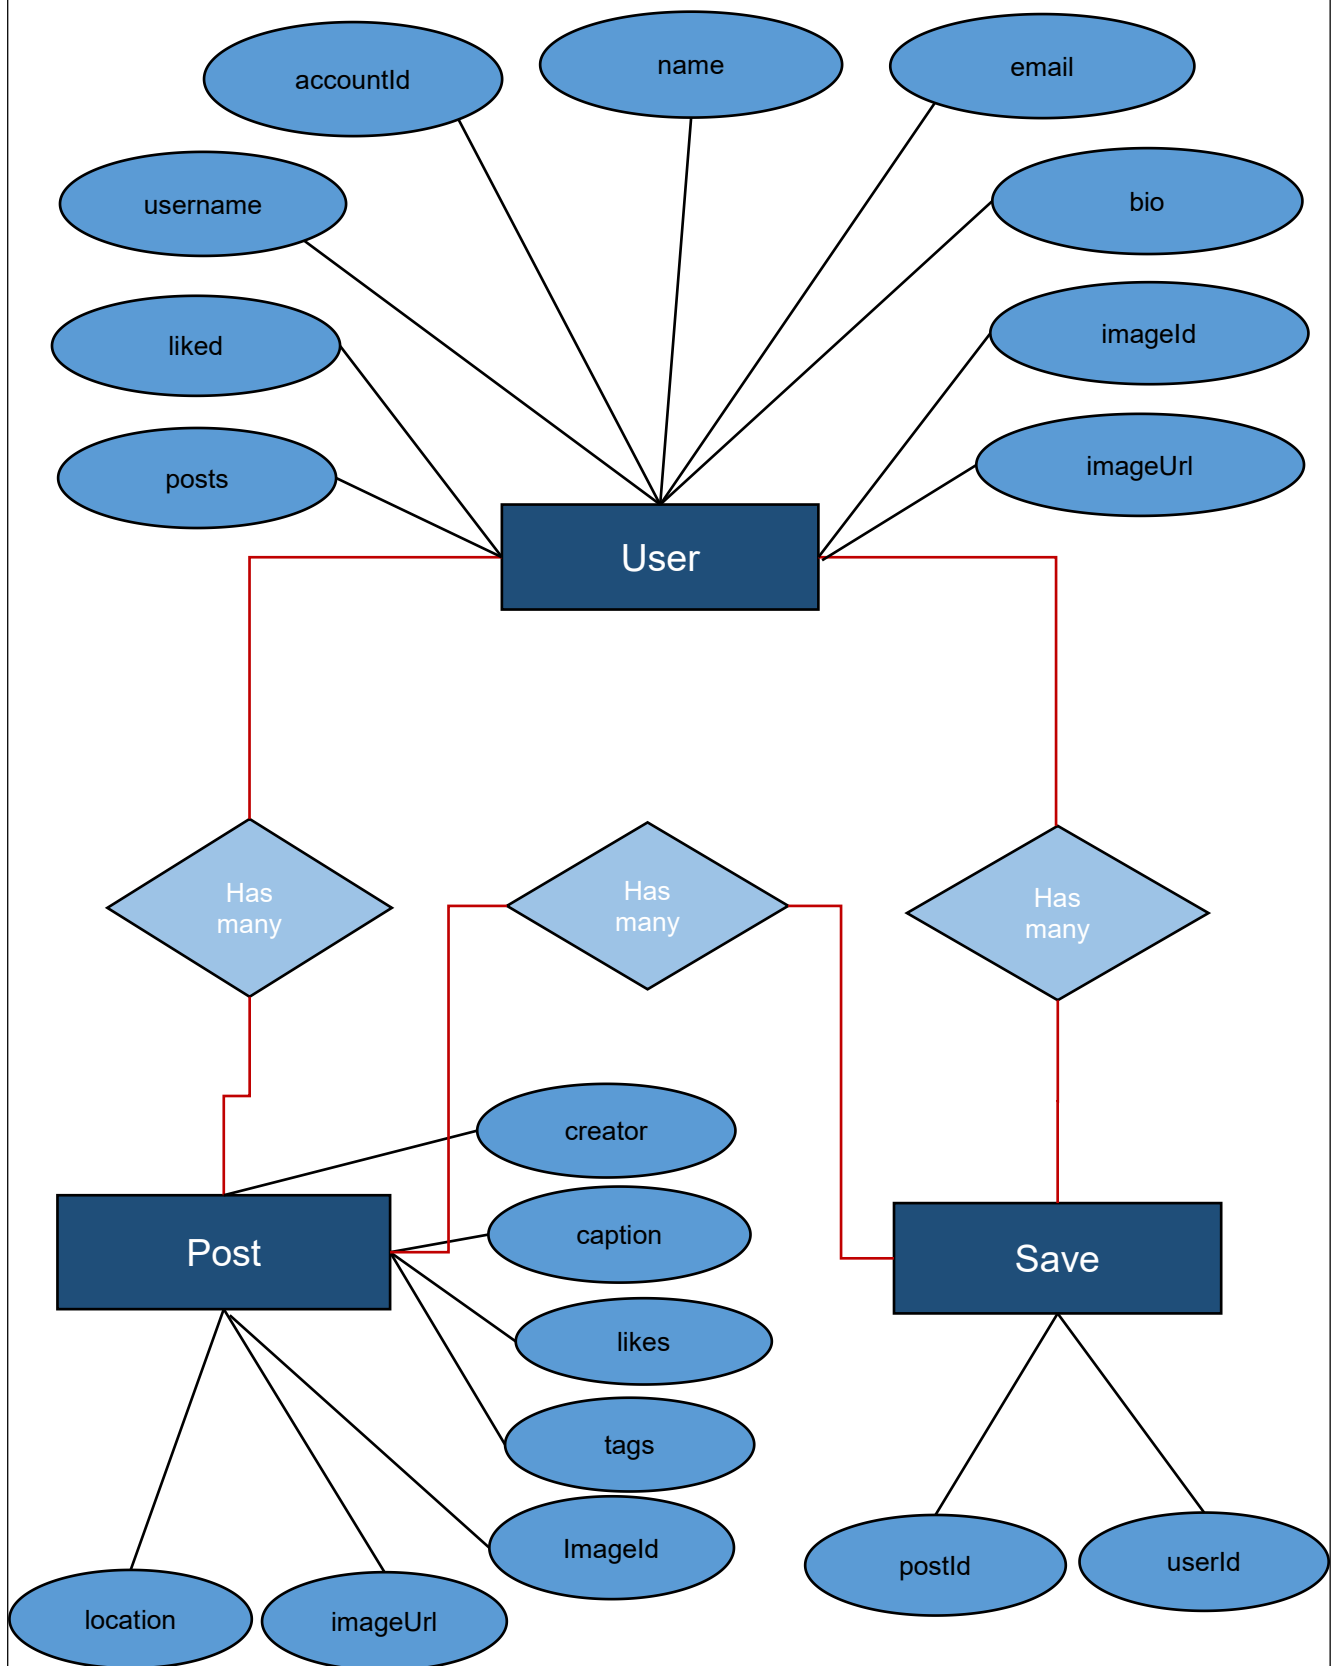 accountId
name
email
username
bio
liked
imageId
posts
imageUrl
User
Has
many
Has
many
Has
many
creator
Post
caption
Save
likes
tags
ImageId
postId
userId
location
imageUrl